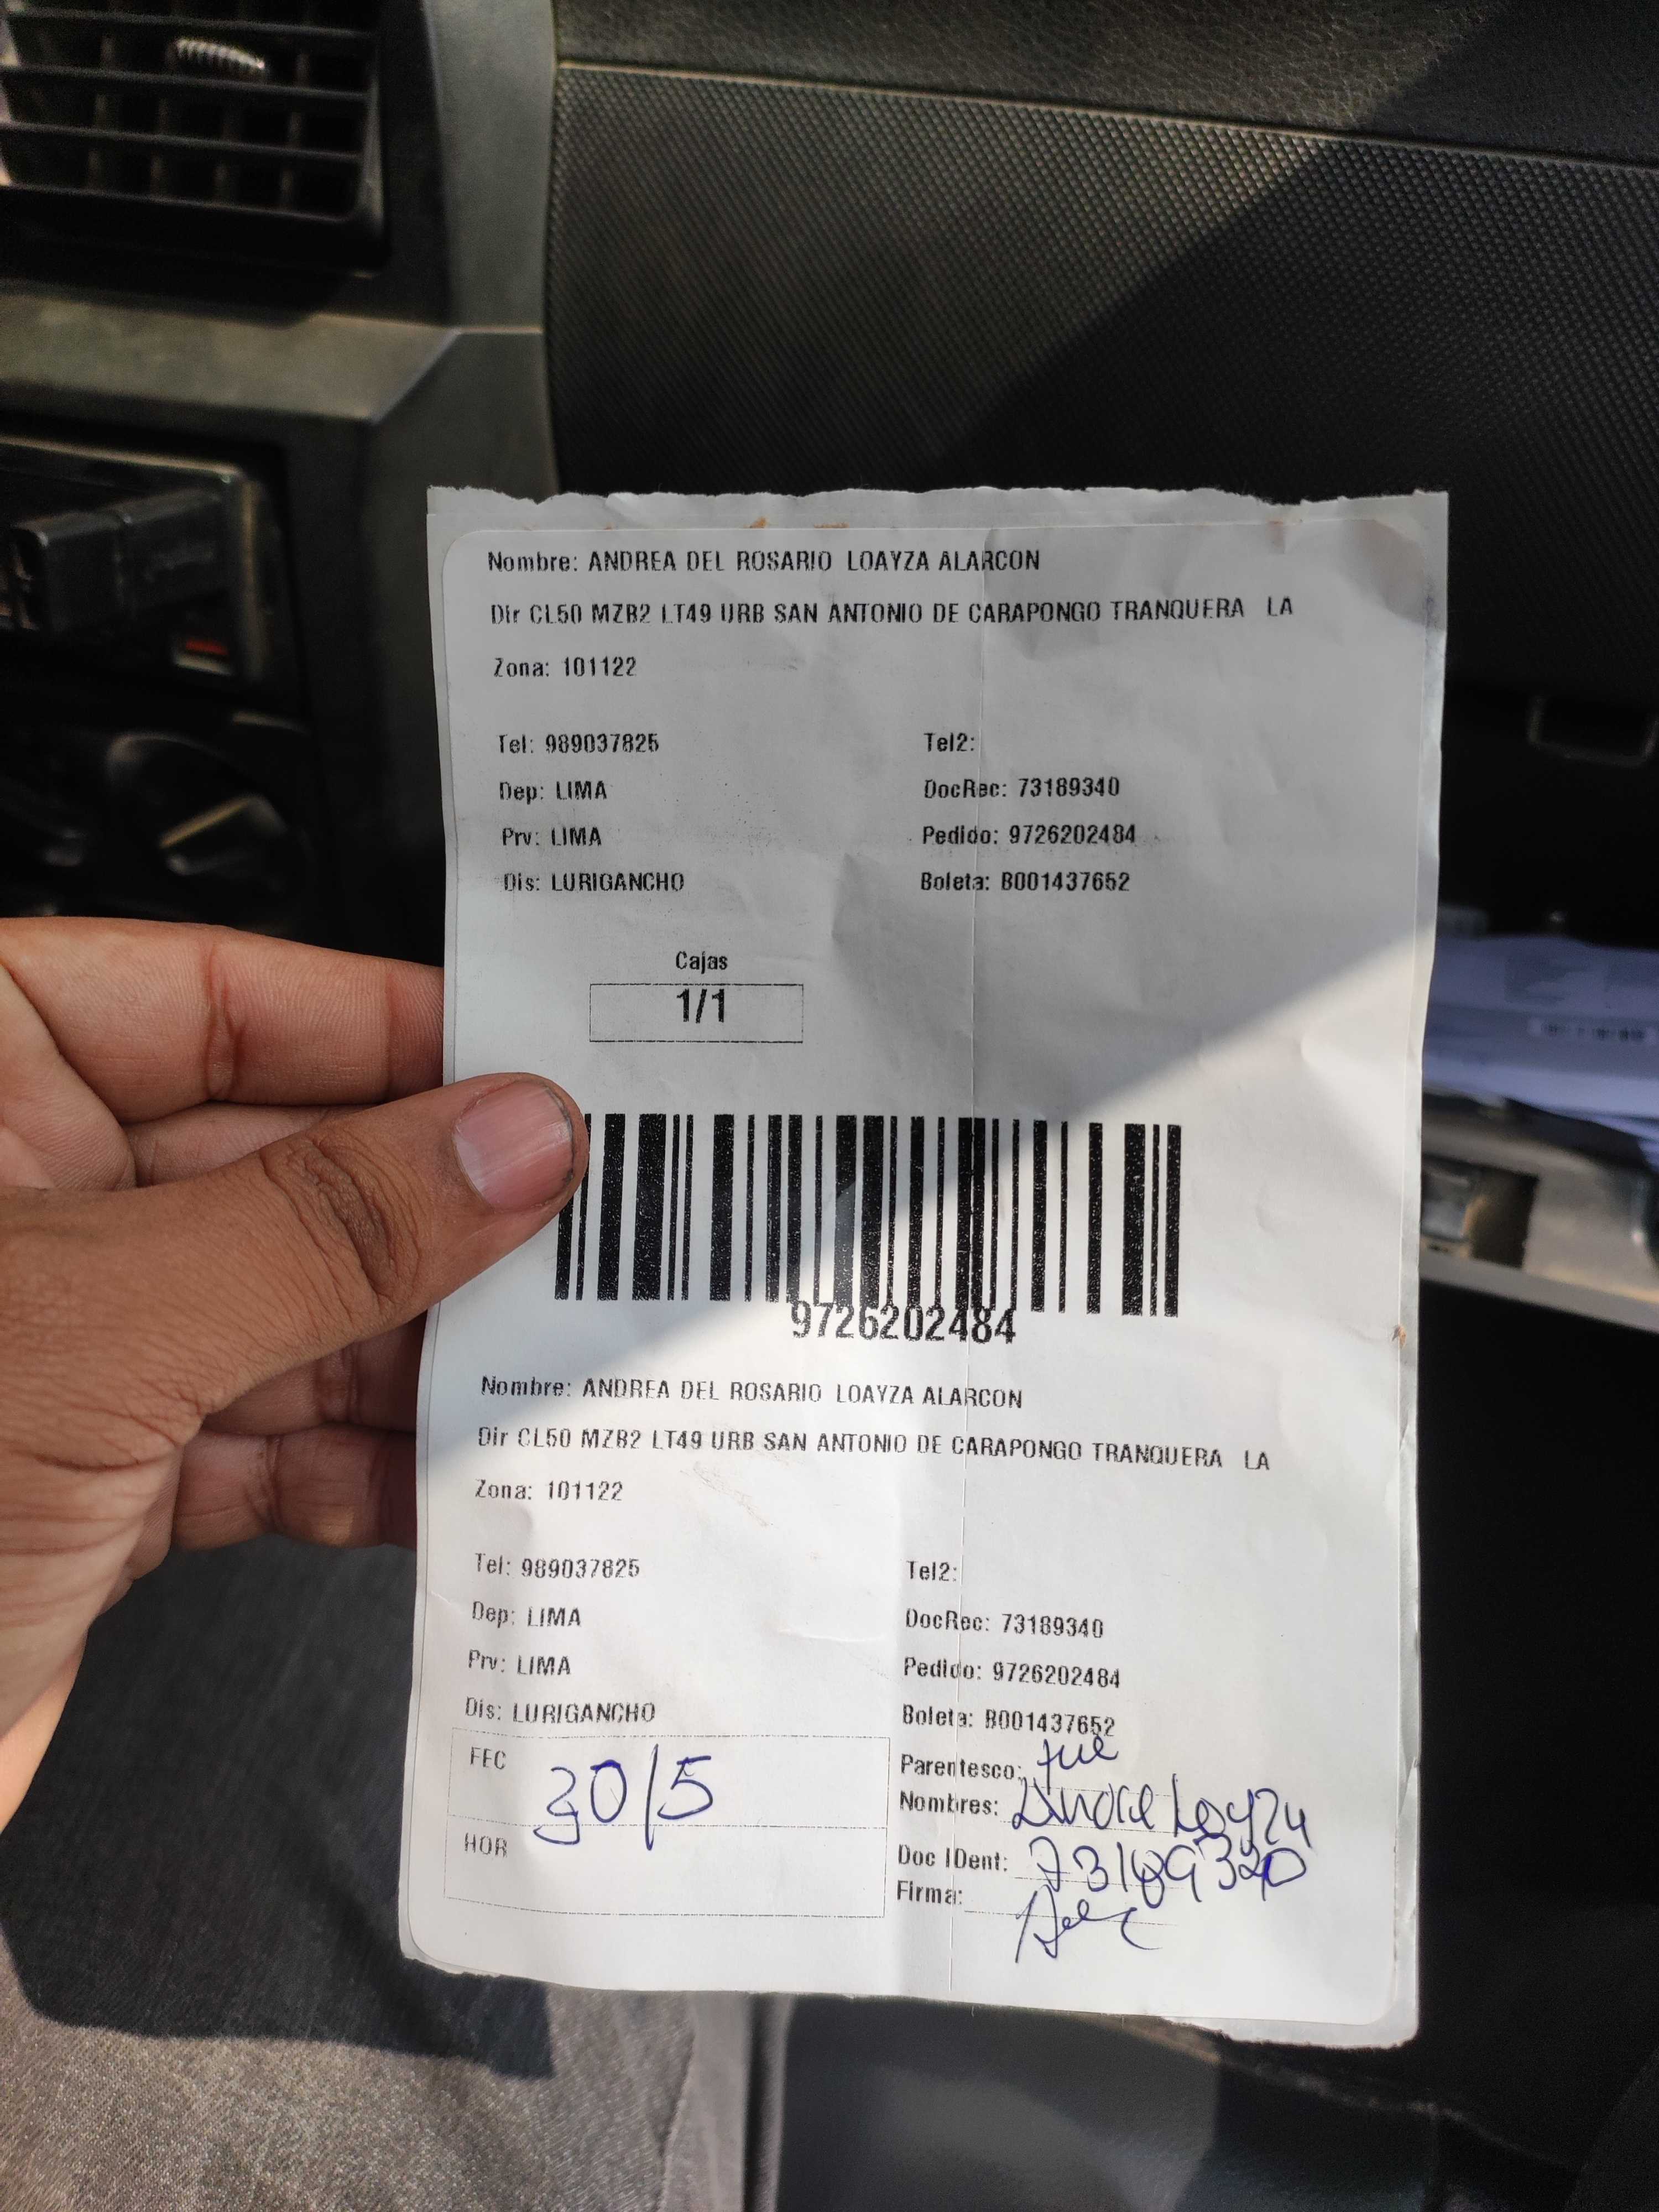 Nombre: ANDREA DEL ROSARIO LOAYZA ALARCON
Dir CL50 MZB2 LT49 URB SAN ANTONIO DE CARAPONGO TRANQUERA LA
Zona: 101122
Tel: 989037825 Tel2:
Dep: LIMA DocRec: 73189340
Prv: LIMA Pedido: 9726202484
Dis: LURIGANCHO Boleta: B001437652
Cajas
1/1
9726202484
Nombre: ANDREA DEL ROSARIO LOAYZA ALARCON
Dir CL50 MZB2 LT49 URB SAN ANTONIO DE CARAPONGO TRANQUERA LA
Zona: 101122
Tel: 989037825 Tel2:
Dep: LIMA DocRec: 73189340
Prv: LIMA Pedido: 9726202484
Dis: LURIGANCHO Boleta: B001437652
FEC 30/5 Parentesco:
Nombres: Andrea Loayza
HOR Doc IDent:
Firma: